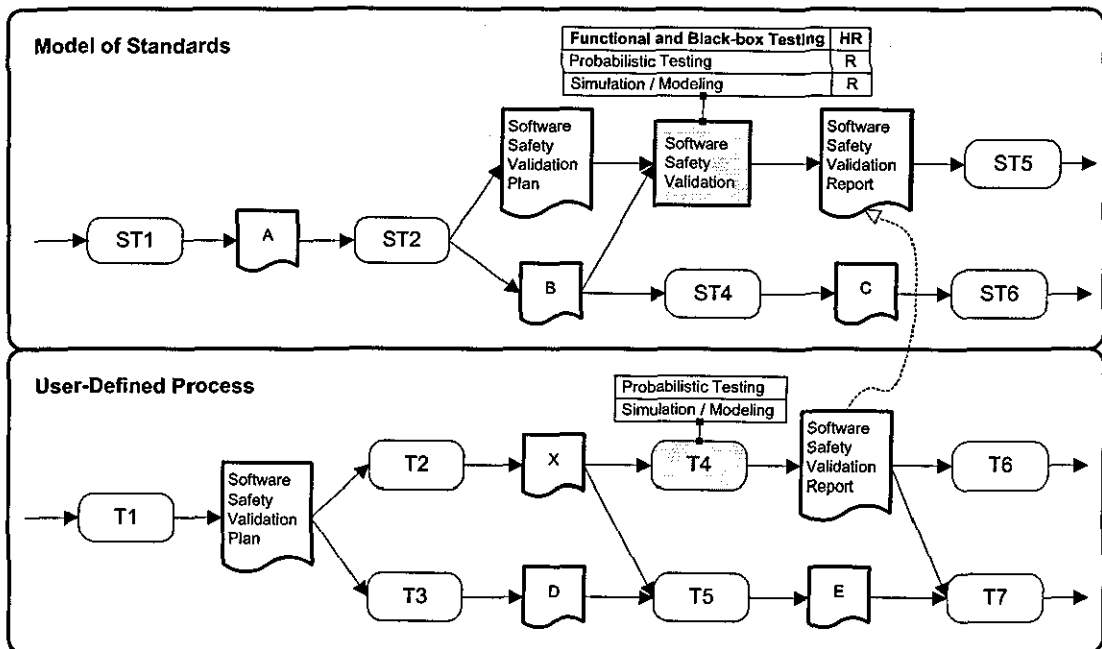 Model of Standards
Functional and Black-box Testing HR
Probabilistic Testing R
Simulation / Modeling R
Software
Safety
Validation
Plan
Software
Safety
Validation
Software
Safety
Validation
Report
ST5
ST1
A
ST2
B
ST4
C
ST6
User-Defined Process
Probabilistic Testing
Simulation / Modeling
T1
Software
Safety
Validation
Plan
T2
X
T4
Software
Safety
Validation
Report
T6
T3
D
T5
E
T7